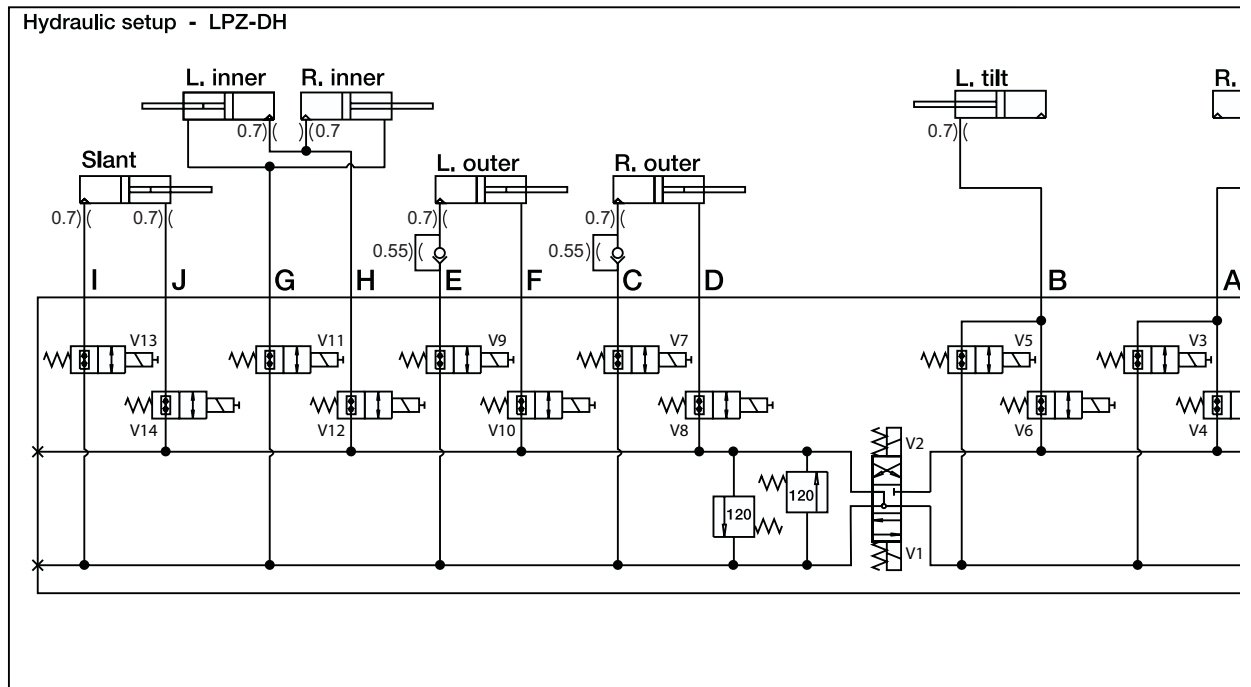 Hydraulic setup - LPZ-DH
L. inner R. inner
L. tilt
R.
0.7 0.7
0.7
Slant
L. outer
R. outer
0.7 0.7
0.7
0.7
0.55
0.55
I J G H E F C D B A
V13 V11 V9 V7 V5 V3
V14 V12 V10 V8 V6 V4
V2
120
120
V1